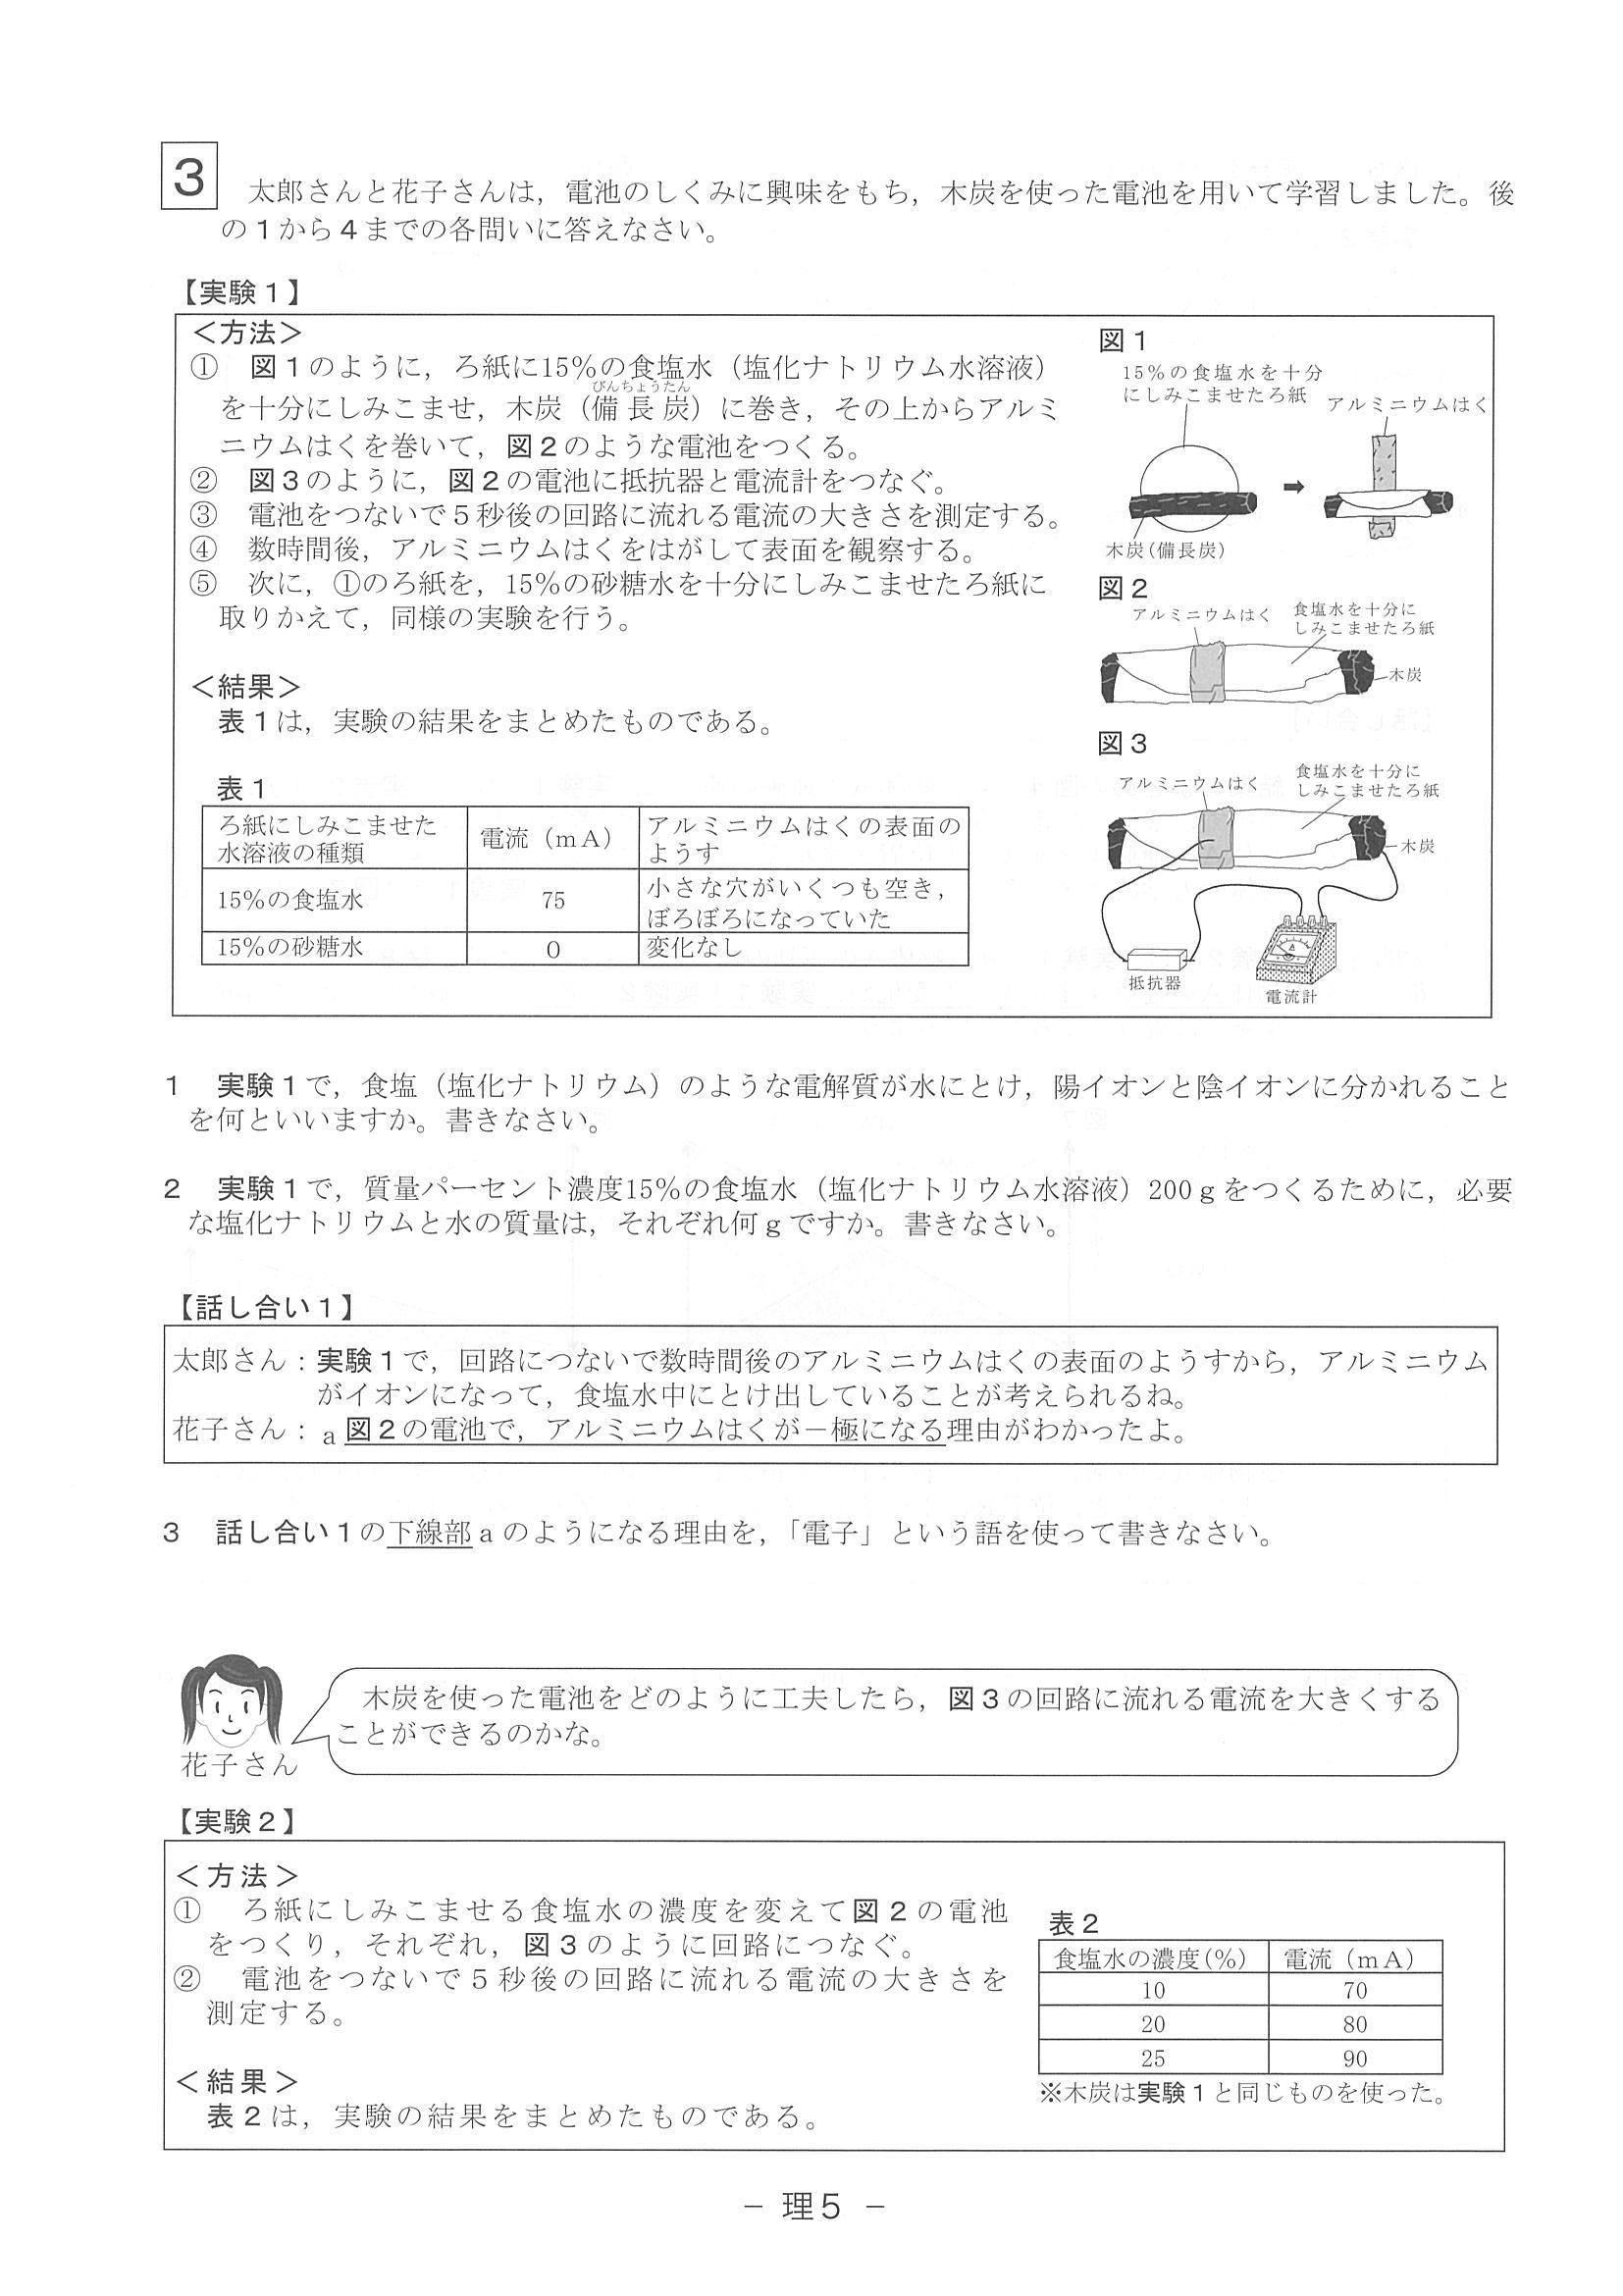 3
太郎さんと花子さんは，電池のしくみに興味をもち，木炭を使った電池を用いて学習しました。後
の1から4までの各問いに答えなさい。
【実験1】
＜方法＞
①　図1のように，ろ紙に15%の食塩水（塩化ナトリウム水溶液）
びんちょうたん
を十分にしみこませ，木炭（備長炭）に巻き，その上からアルミ
ニウムはくを巻いて，図2のような電池をつくる。
②　図3のように，図2の電池に抵抗器と電流計をつなぐ。
③　電池をつないで5秒後の回路に流れる電流の大きさを測定する。
④　数時間後，アルミニウムはくをはがして表面を観察する。
⑤　次に，①のろ紙を，15%の砂糖水を十分にしみこませたろ紙に
取りかえて，同様の実験を行う。
＜結果＞
表1は，実験の結果をまとめたものである。
表1
ろ紙にしみこませた
水溶液の種類
電流（mA）
アルミニウムはくの表面の
ようす
15%の食塩水
75
小さな穴がいくつも空き，
ぼろぼろになっていた
15%の砂糖水
0
変化なし
図1
15%の食塩水を十分
にしみこませたろ紙
アルミニウムはく
木炭(備長炭)
図2
アルミニウムはく
食塩水を十分に
しみこませたろ紙
木炭
図3
アルミニウムはく
食塩水を十分に
しみこませたろ紙
木炭
抵抗器
電流計
1　実験1で，食塩（塩化ナトリウム）のような電解質が水にとけ，陽イオンと陰イオンに分かれること
を何といいますか。書きなさい。
2　実験1で，質量パーセント濃度15%の食塩水（塩化ナトリウム水溶液）200gをつくるために，必要
な塩化ナトリウムと水の質量は，それぞれ何gですか。書きなさい。
【話し合い1】
太郎さん：実験1で，回路につないで数時間後のアルミニウムはくの表面のようすから，アルミニウム
がイオンになって，食塩水中にとけ出していることが考えられるね。
花子さん：a図2の電池で，アルミニウムはくが－極になる理由がわかったよ。
3　話し合い1の下線部aのようになる理由を，「電子」という語を使って書きなさい。
木炭を使った電池をどのように工夫したら，図3の回路に流れる電流を大きくする
ことができるのかな。
花子さん
【実験2】
＜方法＞
①　ろ紙にしみこませる食塩水の濃度を変えて図2の電池
をつくり，それぞれ，図3のように回路につなぐ。
②　電池をつないで5秒後の回路に流れる電流の大きさを
測定する。
＜結果＞
表2は，実験の結果をまとめたものである。
表2
食塩水の濃度(%)　電流（mA）
10　70
20　80
25　90
※木炭は実験1と同じものを使った。
－ 理5 －